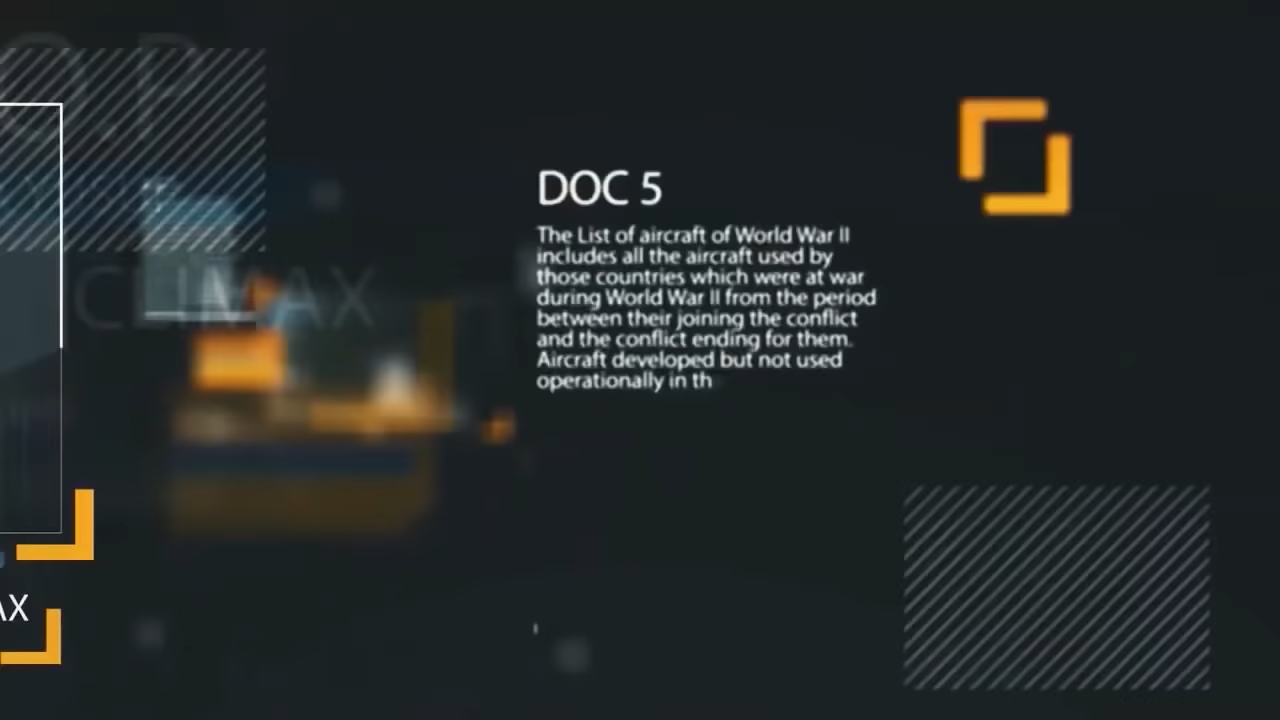 DOC 5
The List of aircraft of World War II
includes all the aircraft used by
those countries which were at war
during World War II from the period
between their joining the conflict
and the conflict ending for them.
Aircraft developed but not used
operationally in th
CLIMAX
AX